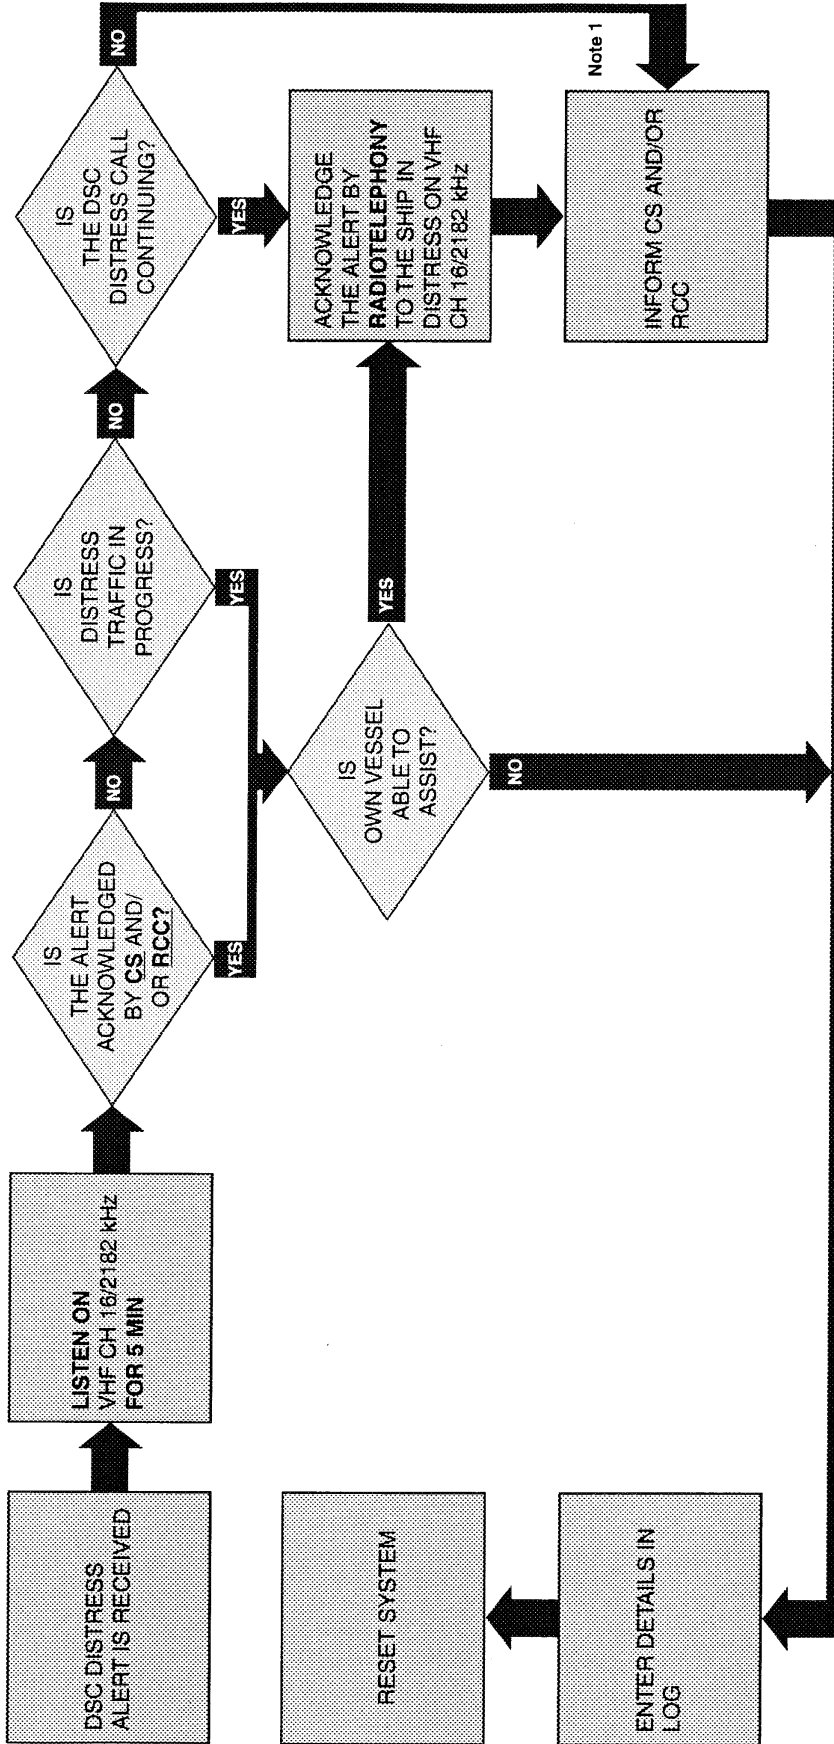 DSC DISTRESS
ALERT IS RECEIVED
LISTEN ON
VHF CH 16/2182 kHz
FOR 5 MIN
IS
THE ALERT
ACKNOWLEDGED
BY CS AND/
OR RCC?
NO
YES
IS
DISTRESS
TRAFFIC IN
PROGRESS?
NO
YES
IS
THE DSC
DISTRESS CALL
CONTINUING?
NO
YES
IS
OWN VESSEL
ABLE TO
ASSIST?
YES
NO
ACKNOWLEDGE
THE ALERT BY
RADIOTELEPHONY
TO THE SHIP IN
DISTRESS ON VHF
CH 16/2182 kHz
Note 1
INFORM CS AND/OR
RCC
ENTER DETAILS IN
LOG
RESET SYSTEM